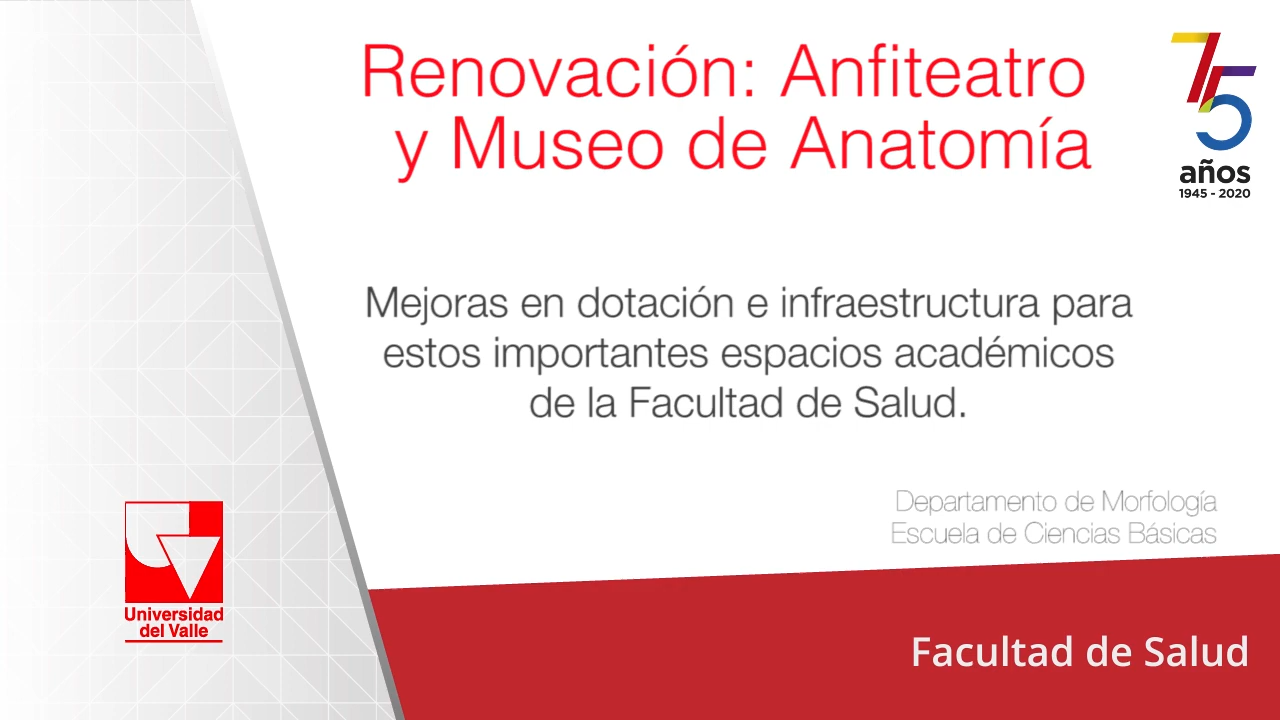 Renovación: Anfiteatro
y Museo de Anatomía
75
años
1945 - 2020
Mejoras en dotación e infraestructura para
estos importantes espacios académicos
de la Facultad de Salud.
Departamento de Morfología
Escuela de Ciencias Básicas
Universidad
del Valle
Facultad de Salud